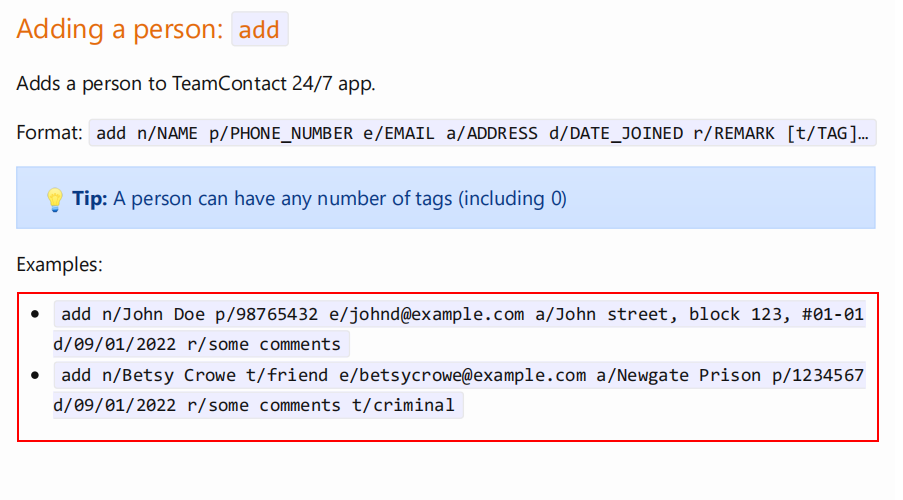 Adding a person: add
Adds a person to TeamContact 24/7 app.
Format: add n/NAME p/PHONE_NUMBER e/EMAIL a/ADDRESS d/DATE_JOINED r/REMARK [t/TAG]…
💡 Tip: A person can have any number of tags (including 0)
Examples:
• add n/John Doe p/98765432 e/johnd@example.com a/John street, block 123, #01-01
d/09/01/2022 r/some comments
• add n/Betsy Crowe t/friend e/betsycrowe@example.com a/Newgate Prison p/1234567
d/09/01/2022 r/some comments t/criminal